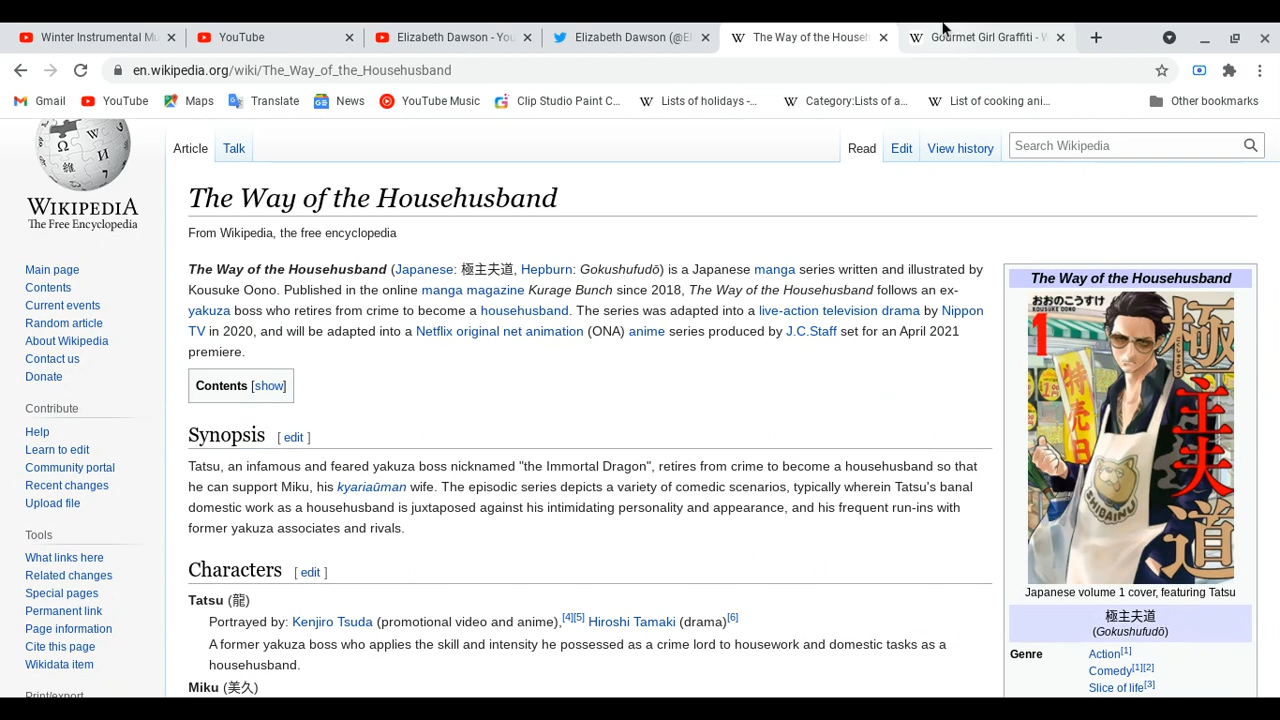 Winter Instrumental Mu
YouTube
Elizabeth Dawson - You
Elizabeth Dawson (@El
The Way of the Househ
Gourmet Girl Graffiti - W
en.wikipedia.org/wiki/The_Way_of_the_Househusband
Gmail
YouTube
Maps
Translate
News
YouTube Music
Clip Studio Paint C...
Lists of holidays -...
Category:Lists of a...
List of cooking ani...
Other bookmarks
WIKIPEDIA
The Free Encyclopedia
Main page
Contents
Current events
Random article
About Wikipedia
Contact us
Donate
Contribute
Help
Learn to edit
Community portal
Recent changes
Upload file
Tools
What links here
Related changes
Special pages
Permanent link
Page information
Cite this page
Wikidata item
Print/export
Article Talk
Read Edit View history
Search Wikipedia
The Way of the Househusband
From Wikipedia, the free encyclopedia
The Way of the Househusband (Japanese: 極主夫道, Hepburn: Gokushufudō) is a Japanese manga series written and illustrated by
Kousuke Oono. Published in the online manga magazine Kurage Bunch since 2018, The Way of the Househusband follows an ex-
yakuza boss who retires from crime to become a househusband. The series was adapted into a live-action television drama by Nippon
TV in 2020, and will be adapted into a Netflix original net animation (ONA) anime series produced by J.C.Staff set for an April 2021
premiere.
Contents [show]
Synopsis [ edit ]
Tatsu, an infamous and feared yakuza boss nicknamed "the Immortal Dragon", retires from crime to become a househusband so that
he can support Miku, his kyariaūman wife. The episodic series depicts a variety of comedic scenarios, typically wherein Tatsu's banal
domestic work as a househusband is juxtaposed against his intimidating personality and appearance, and his frequent run-ins with
former yakuza associates and rivals.
Characters [ edit ]
Tatsu (龍)
Portrayed by: Kenjiro Tsuda (promotional video and anime),[4][5] Hiroshi Tamaki (drama)[6]
A former yakuza boss who applies the skill and intensity he possessed as a crime lord to housework and domestic tasks as a
househusband.
Miku (美久)
The Way of the Househusband
おおのこうすけ
KOUSUKE OONO
1
特売日
極主夫道
SHIBAINU
Japanese volume 1 cover, featuring Tatsu
極主夫道
(Gokushufudō)
Genre Action[1]
Comedy[1][2]
Slice of life[3]